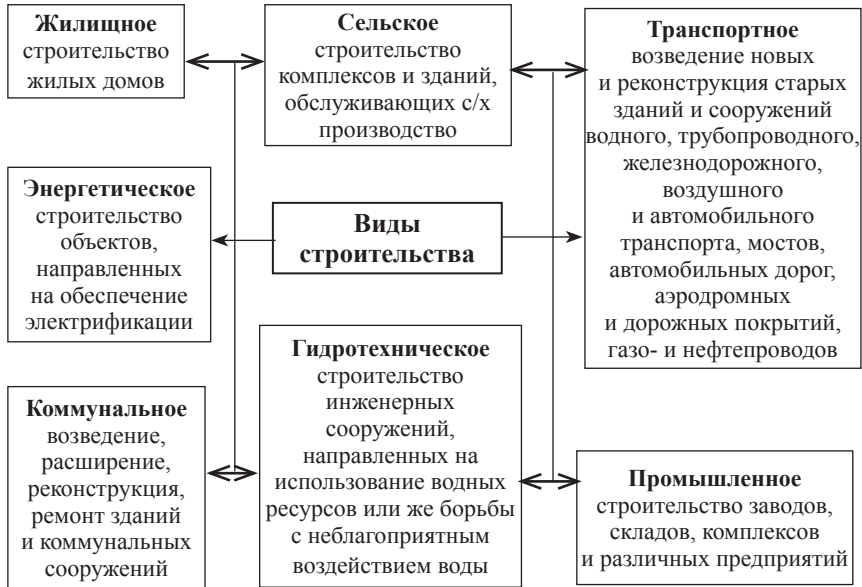 Жилищное
строительство
жилых домов
Сельское
строительство
комплексов и зданий,
обслуживающих с/х
производство
Транспортное
возведение новых
и реконструкция старых
зданий и сооружений
водного, трубопроводного,
железнодорожного,
воздушного
и автомобильного
транспорта, мостов,
автомобильных дорог,
аэродромных
и дорожных покрытий,
газо- и нефтепроводов
Энергетическое
строительство
объектов,
направленных
на обеспечение
электрификации
Виды
строительства
Коммунальное
возведение,
расширение,
реконструкция,
ремонт зданий
и коммунальных
сооружений
Гидротехническое
строительство
инженерных
сооружений,
направленных на
использование водных
ресурсов или же борьбы
с неблагоприятным
воздействием воды
Промышленное
строительство заводов,
складов, комплексов
и различных предприятий